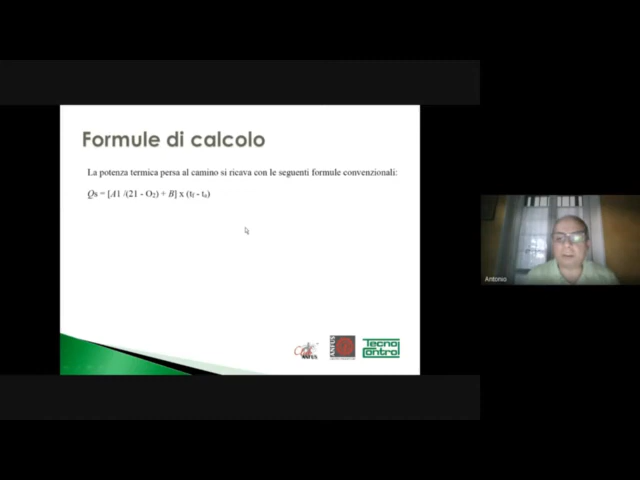 Formule di calcolo
La potenza termica persa al camino si ricava con le seguenti formule convenzionali:
Qs = [A1 /(21 - O₂) + B] x (tf - ta)
Antonio
ANFUS
Tecno
Control